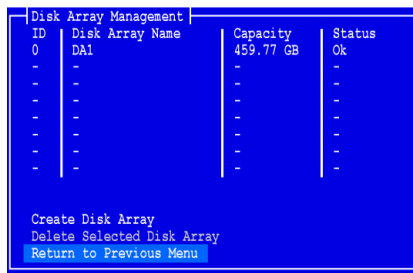 Disk Array Management
ID Disk Array Name Capacity Status
0 DA1 459.77 GB Ok
- - - -
- - - -
- - - -
- - - -
- - - -
- - - -
- - - -
Create Disk Array
Delete Selected Disk Array
Return to Previous Menu